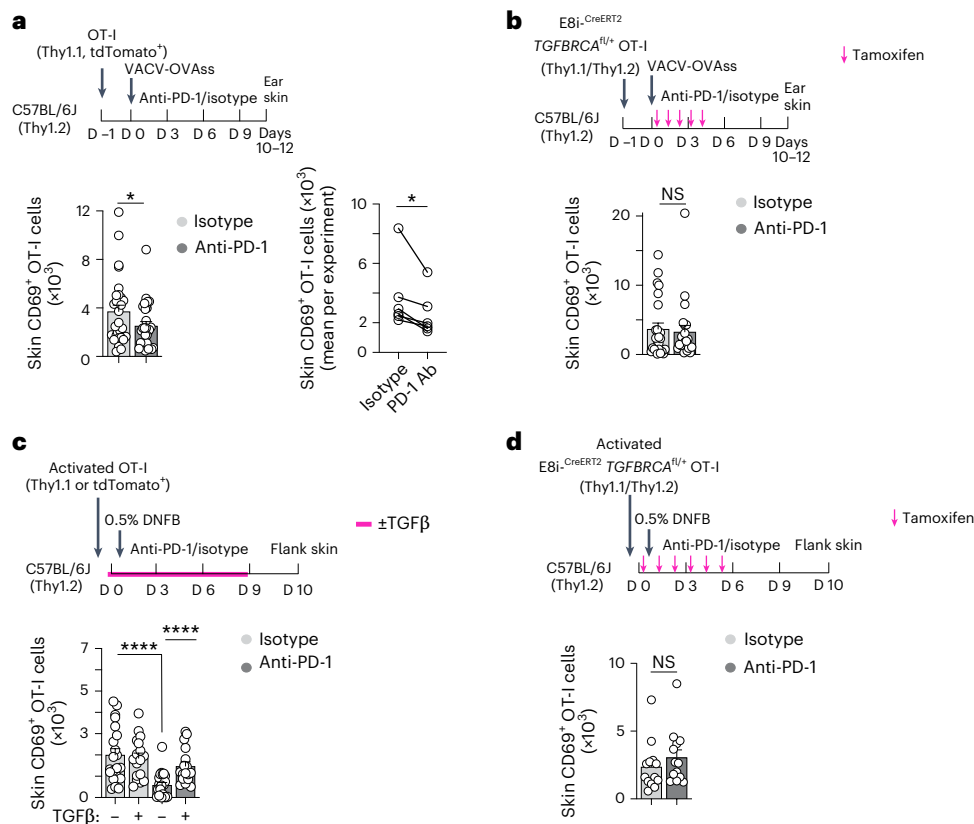 a
OT-I
(Thy1.1, tdTomato+)
VACV-OVAss
Anti-PD-1/isotype
Ear
skin
C57BL/6J
(Thy1.2)
D –1 D 0 D 3 D 6 D 9 Days
10–12
Skin CD69+ OT-I cells
(×10³)
12
8
4
0
*
Isotype
Anti-PD-1
Skin CD69+ OT-I cells (×10³)
(mean per experiment)
10
6
4
2
0
*
Isotype
PD-1 Ab
b
E8i-CreERT2
TGFBRCAfl/+ OT-I
(Thy1.1/Thy1.2)
VACV-OVAss
Anti-PD-1/isotype
Ear
skin
Tamoxifen
C57BL/6J
(Thy1.2)
D –1 D 0 D 3 D 6 D 9 Days
10–12
Skin CD69+ OT-I cells
(×10³)
20
10
0
NS
Isotype
Anti-PD-1
c
Activated OT-I
(Thy1.1 or tdTomato+)
0.5% DNFB
Anti-PD-1/isotype
Flank skin
±TGFβ
C57BL/6J
(Thy1.2)
D 0 D 3 D 6 D 9 D 10
Skin CD69+ OT-I cells
(×10³)
7
5
3
2
0
****
****
Isotype
Anti-PD-1
TGFβ: – + – +
d
Activated
E8i-CreERT2 TGFBRCAfl/+ OT-I
(Thy1.1/Thy1.2)
0.5% DNFB
Anti-PD-1/isotype
Flank skin
Tamoxifen
C57BL/6J
(Thy1.2)
D 0 D 3 D 6 D 9 D 10
Skin CD69+ OT-I cells
(×10³)
10
5
0
NS
Isotype
Anti-PD-1